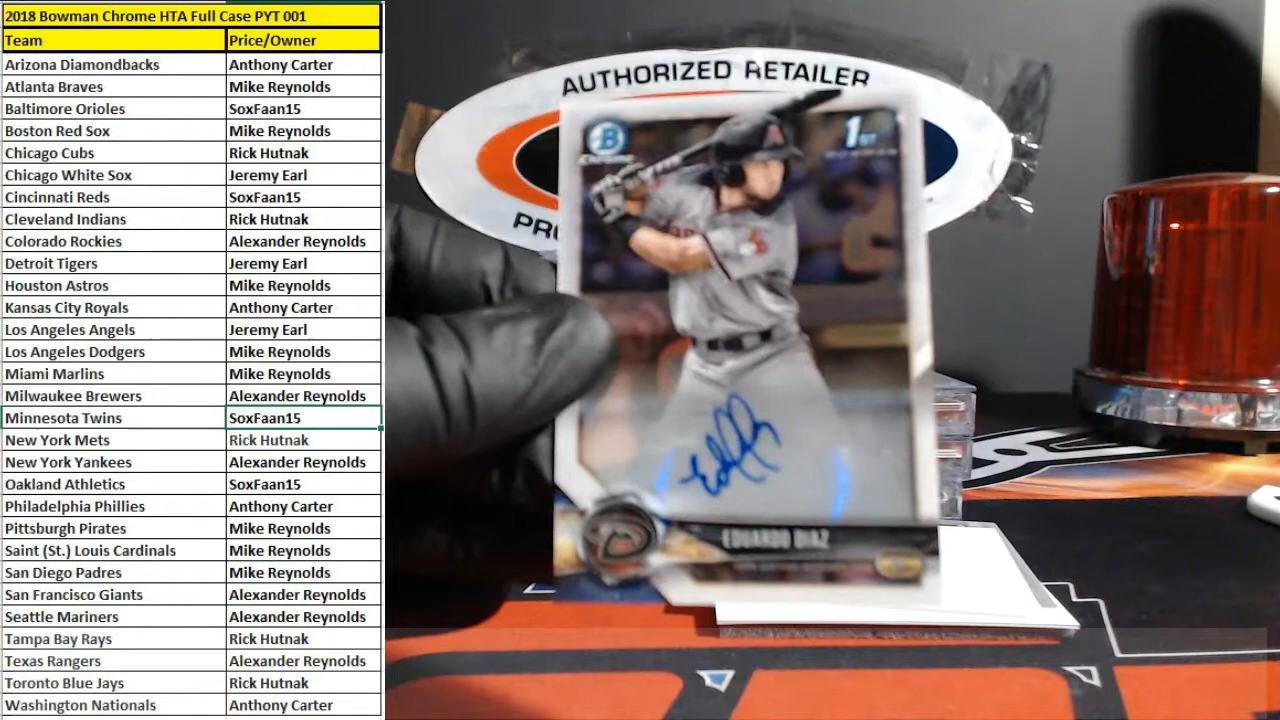 2018 Bowman Chrome HTA Full Case PYT 001
Team Price/Owner
Arizona Diamondbacks Anthony Carter
Atlanta Braves Mike Reynolds
Baltimore Orioles SoxFaan15
Boston Red Sox Mike Reynolds
Chicago Cubs Rick Hutnak
Chicago White Sox Jeremy Earl
Cincinnati Reds SoxFaan15
Cleveland Indians Rick Hutnak
Colorado Rockies Alexander Reynolds
Detroit Tigers Jeremy Earl
Houston Astros Mike Reynolds
Kansas City Royals Anthony Carter
Los Angeles Angels Jeremy Earl
Los Angeles Dodgers Mike Reynolds
Miami Marlins Mike Reynolds
Milwaukee Brewers Alexander Reynolds
Minnesota Twins SoxFaan15
New York Mets Rick Hutnak
New York Yankees Alexander Reynolds
Oakland Athletics SoxFaan15
Philadelphia Phillies Anthony Carter
Pittsburgh Pirates Mike Reynolds
Saint (St.) Louis Cardinals Mike Reynolds
San Diego Padres Mike Reynolds
San Francisco Giants Alexander Reynolds
Seattle Mariners Alexander Reynolds
Tampa Bay Rays Rick Hutnak
Texas Rangers Alexander Reynolds
Toronto Blue Jays Rick Hutnak
Washington Nationals Anthony Carter
AUTHORIZED RETAILER
B
CHROME
1ST
A
PRO
EDUARDO DIAZ